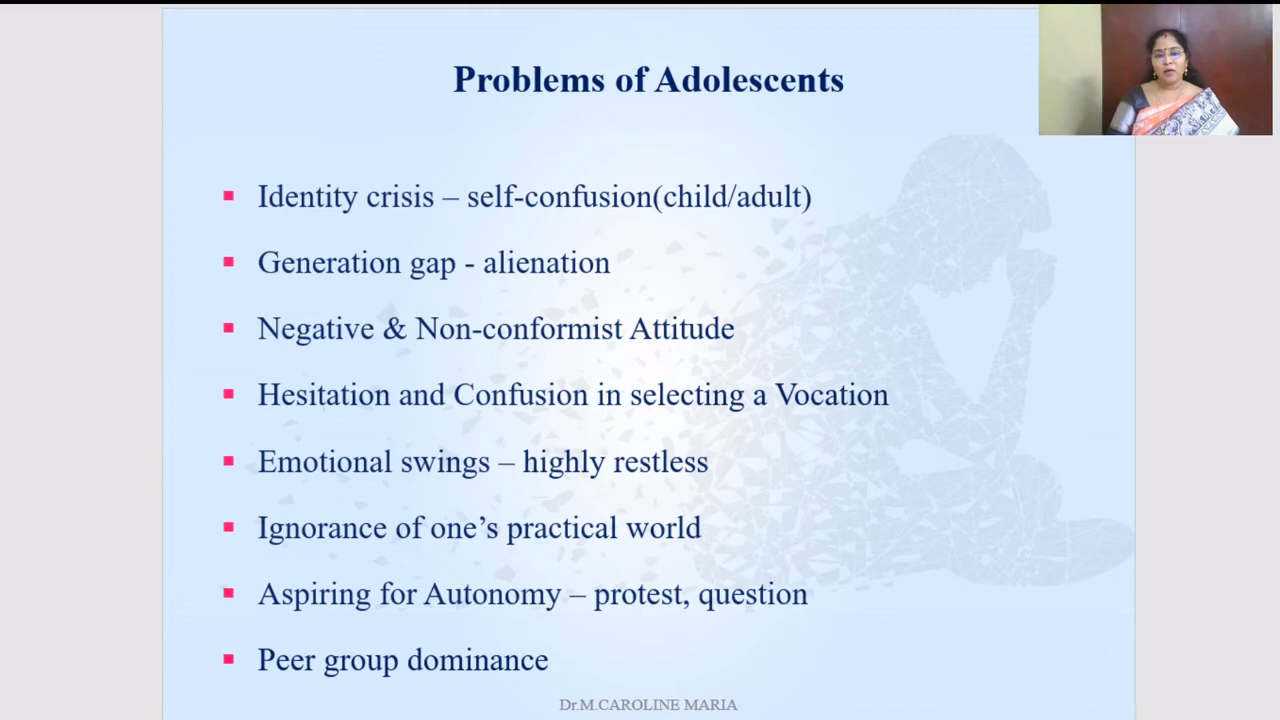 Problems of Adolescents
Identity crisis – self-confusion(child/adult)
Generation gap - alienation
Negative & Non-conformist Attitude
Hesitation and Confusion in selecting a Vocation
Emotional swings – highly restless
Ignorance of one’s practical world
Aspiring for Autonomy – protest, question
Peer group dominance
Dr.M.CAROLINE MARIA